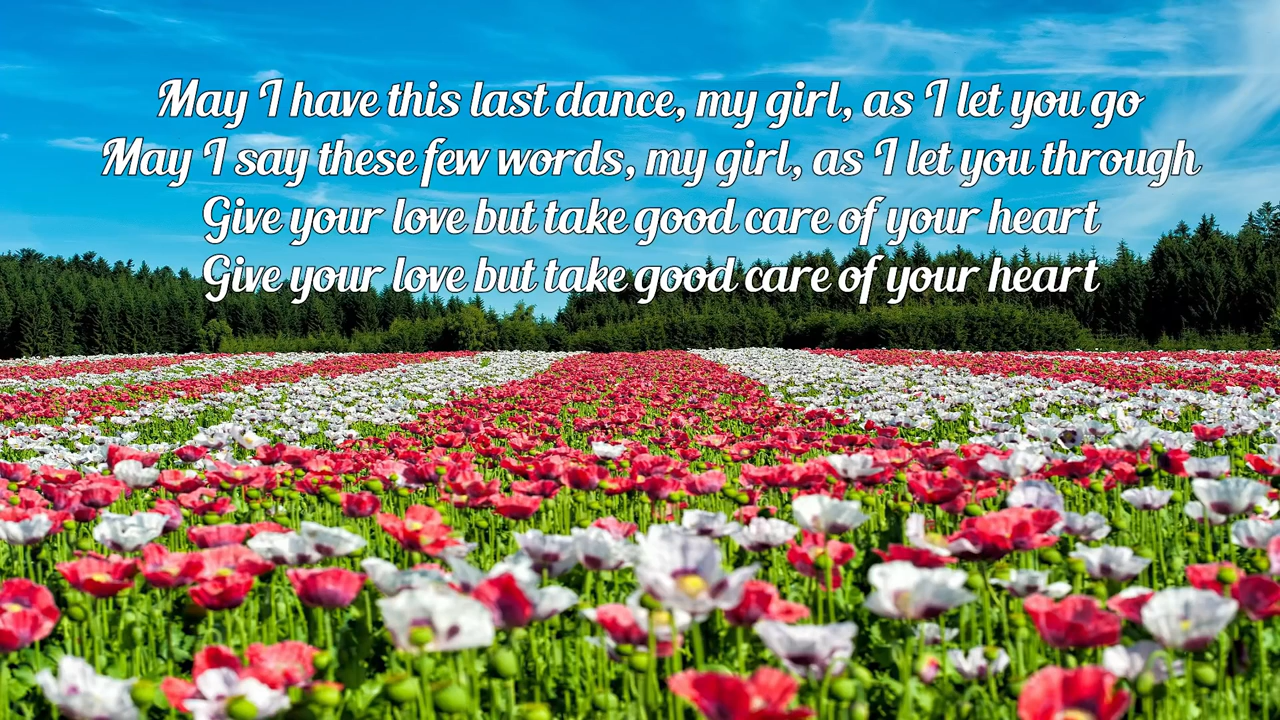 May I have this last dance, my girl, as I let you go
May I say these few words, my girl, as I let you through
Give your love but take good care of your heart
Give your love but take good care of your heart